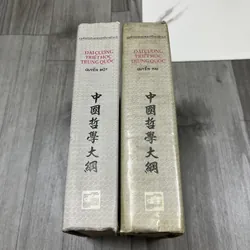 ĐẠI CƯƠNG
TRIẾT HỌC
TRUNG QUỐC
QUYỂN MỘT
中國哲學大綱
ĐẠI CƯƠNG
TRIẾT HỌC
TRUNG QUỐC
QUYỂN HAI
中國哲學大綱